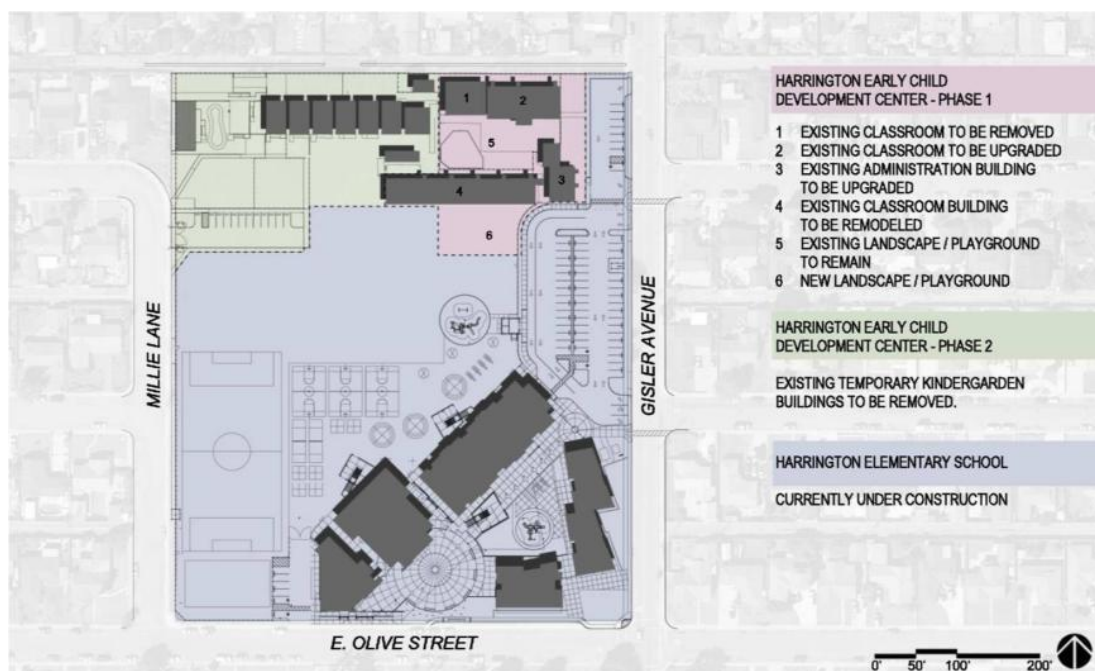 HARRINGTON EARLY CHILD
DEVELOPMENT CENTER - PHASE 1
1 EXISTING CLASSROOM TO BE REMOVED
2 EXISTING CLASSROOM TO BE UPGRADED
3 EXISTING ADMINISTRATION BUILDING
TO BE UPGRADED
4 EXISTING CLASSROOM BUILDING
TO BE REMODELED
5 EXISTING LANDSCAPE / PLAYGROUND
TO REMAIN
6 NEW LANDSCAPE / PLAYGROUND
HARRINGTON EARLY CHILD
DEVELOPMENT CENTER - PHASE 2
EXISTING TEMPORARY KINDERGARDEN
BUILDINGS TO BE REMOVED.
HARRINGTON ELEMENTARY SCHOOL
CURRENTLY UNDER CONSTRUCTION
1
2
5
3
4
6
MILLIE LANE
GISLER AVENUE
E. OLIVE STREET
0' 50' 100' 200'